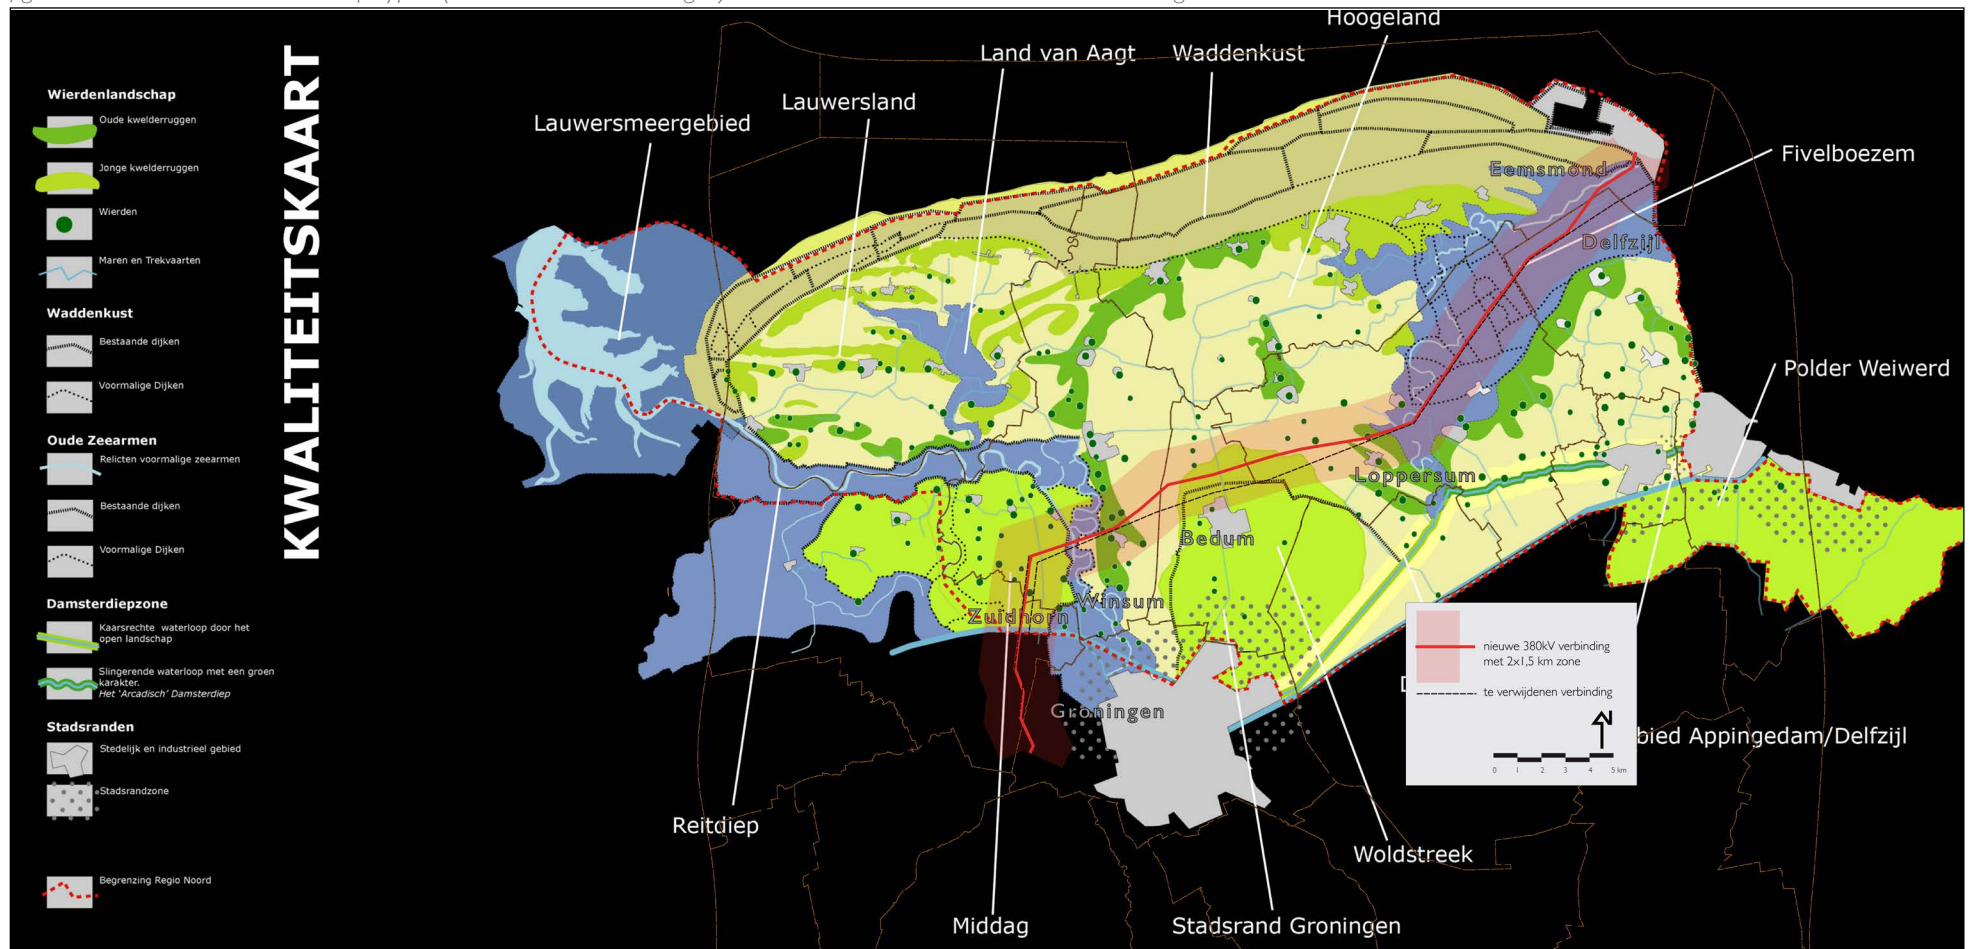 KWALITEITSKAART
Wierdenlandschap
Oude kwelderruggen
Jonge kwelderruggen
Wierden
Maren en Trekvaarten
Waddenkust
Bestaande dijken
Voormalige Dijken
Oude Zeearmen
Relicten voormalige zeearmen
Bestaande dijken
Voormalige Dijken
Damsterdiepzone
Kaarsrechte waterloop door het
open landschap
Slingerende waterloop met een groen
karakter.
Het 'Arcadisch' Damsterdiep
Stadsranden
Stedelijk en industrieel gebied
Stadsrandzone
Begrenzing Regio Noord
Hoogeland
Land van Aagt
Waddenkust
Lauwersland
Lauwersmeergebied
Fivelboezem
Eemsmond
Delfzijl
Polder Weiwerd
Loppersum
Bedum
Winsum
Zuidhorn
Groningen
nieuwe 380kV verbinding
met 2x1,5 km zone
te verwijdenen verbinding
N
0 1 2 3 4 5 km
bied Appingedam/Delfzijl
Reitdiep
Woldstreek
Middag
Stadsrand Groningen